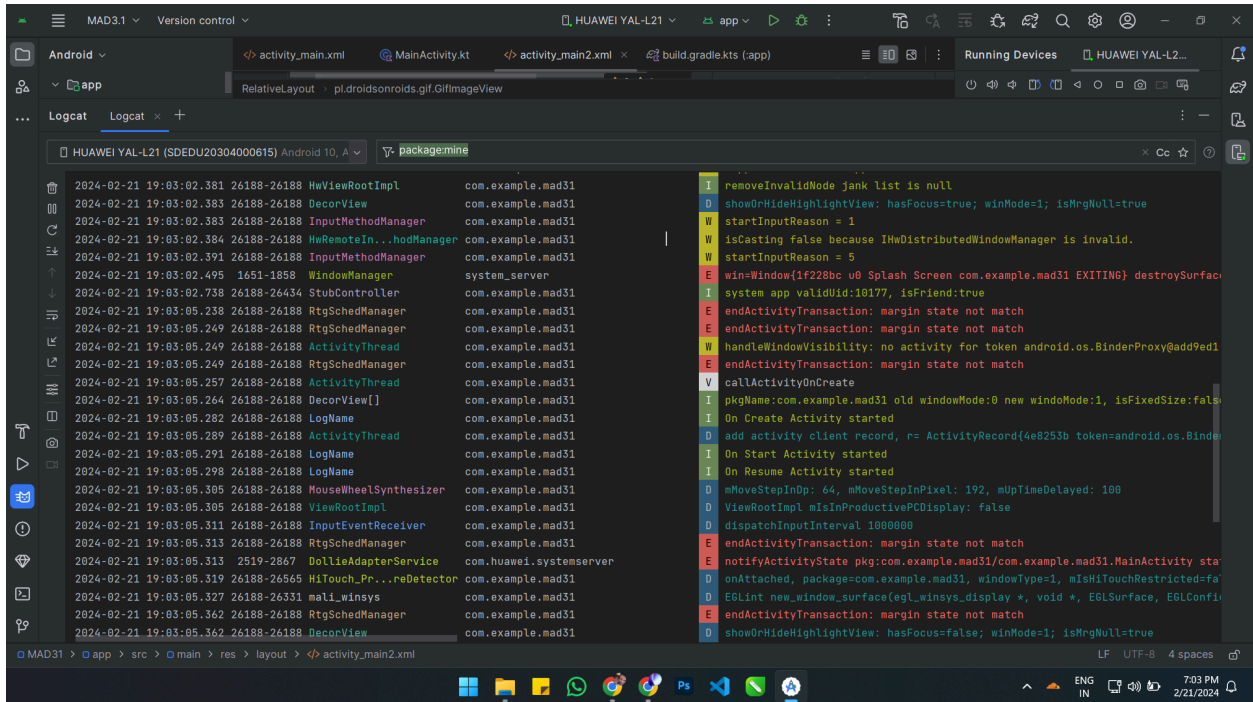 MAD3.1 Version control HUAWEI YAL-L21 app
Android activity_main.xml MainActivity.kt activity_main2.xml build.gradle.kts (:app) Running Devices HUAWEI YAL-L2...
app RelativeLayout pl.droidsonroids.gif.GifImageView
Logcat Logcat
HUAWEI YAL-L21 (SDEDU20304000615) Android 10, A package:mine Cc
2024-02-21 19:03:02.381 26188-26188 HwViewRootImpl com.example.mad31 I removeInvalidNode jank list is null
2024-02-21 19:03:02.383 26188-26188 DecorView com.example.mad31 D showOrHideHighlightView: hasFocus=true; winMode=1; isMrgNull=true
2024-02-21 19:03:02.383 26188-26188 InputMethodManager com.example.mad31 W startInputReason = 1
2024-02-21 19:03:02.384 26188-26188 HwRemoteIn...hodManager com.example.mad31 W isCasting false because IHwDistributedWindowManager is invalid.
2024-02-21 19:03:02.391 26188-26188 InputMethodManager com.example.mad31 W startInputReason = 5
2024-02-21 19:03:02.495 1651-1858 WindowManager system_server E win=Window{1f228bc u0 Splash Screen com.example.mad31 EXITING} destroySurfac
2024-02-21 19:03:02.738 26188-26434 StubController com.example.mad31 I system app validUid:10177, isFriend:true
2024-02-21 19:03:05.238 26188-26188 RtgSchedManager com.example.mad31 E endActivityTransaction: margin state not match
2024-02-21 19:03:05.249 26188-26188 RtgSchedManager com.example.mad31 E endActivityTransaction: margin state not match
2024-02-21 19:03:05.249 26188-26188 ActivityThread com.example.mad31 W handleWindowVisibility: no activity for token android.os.BinderProxy@add9ed1
2024-02-21 19:03:05.249 26188-26188 RtgSchedManager com.example.mad31 E endActivityTransaction: margin state not match
2024-02-21 19:03:05.257 26188-26188 ActivityThread com.example.mad31 V callActivityOnCreate
2024-02-21 19:03:05.264 26188-26188 DecorView[] com.example.mad31 I pkgName:com.example.mad31 old windowMode:0 new windoMode:1, isFixedSize:fals
2024-02-21 19:03:05.282 26188-26188 LogName com.example.mad31 I On Create Activity started
2024-02-21 19:03:05.289 26188-26188 ActivityThread com.example.mad31 D add activity client record, r= ActivityRecord{4e8253b token=android.os.Binde
2024-02-21 19:03:05.291 26188-26188 LogName com.example.mad31 I On Start Activity started
2024-02-21 19:03:05.298 26188-26188 LogName com.example.mad31 I On Resume Activity started
2024-02-21 19:03:05.305 26188-26188 MouseWheelSynthesizer com.example.mad31 D mMoveStepInDp: 64, mMoveStepInPixel: 192, mUpTimeDelayed: 100
2024-02-21 19:03:05.305 26188-26188 ViewRootImpl com.example.mad31 D ViewRootImpl mIsInProductivePCDisplay: false
2024-02-21 19:03:05.311 26188-26188 InputEventReceiver com.example.mad31 D dispatchInputInterval 1000000
2024-02-21 19:03:05.313 26188-26188 RtgSchedManager com.example.mad31 E endActivityTransaction: margin state not match
2024-02-21 19:03:05.313 2519-2867 DollieAdapterService com.huawei.systemserver E notifyActivityState pkg:com.example.mad31/com.example.mad31.MainActivity sta
2024-02-21 19:03:05.319 26188-26565 HiTouch_Pr...reDetector com.example.mad31 D onAttached, package=com.example.mad31, windowType=1, mIsHiTouchRestricted=fa
2024-02-21 19:03:05.327 26188-26331 mali_winsys com.example.mad31 D EGLint new_window_surface(egl_winsys_display *, void *, EGLSurface, EGLConfi
2024-02-21 19:03:05.362 26188-26188 RtgSchedManager com.example.mad31 E endActivityTransaction: margin state not match
2024-02-21 19:03:05.362 26188-26188 DecorView com.example.mad31 D showOrHideHighlightView: hasFocus=false; winMode=1; isMrgNull=true
MAD31 > app > src > main > res > layout > activity_main2.xml LF UTF-8 4 spaces
Ps ENG 7:03 PM
IN 2/21/2024